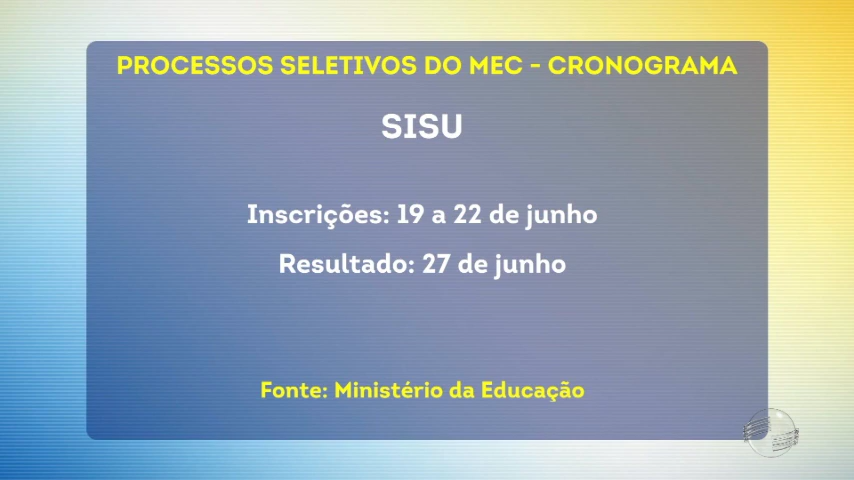 PROCESSOS SELETIVOS DO MEC - CRONOGRAMA
SISU
Inscrições: 19 a 22 de junho
Resultado: 27 de junho
Fonte: Ministério da Educação